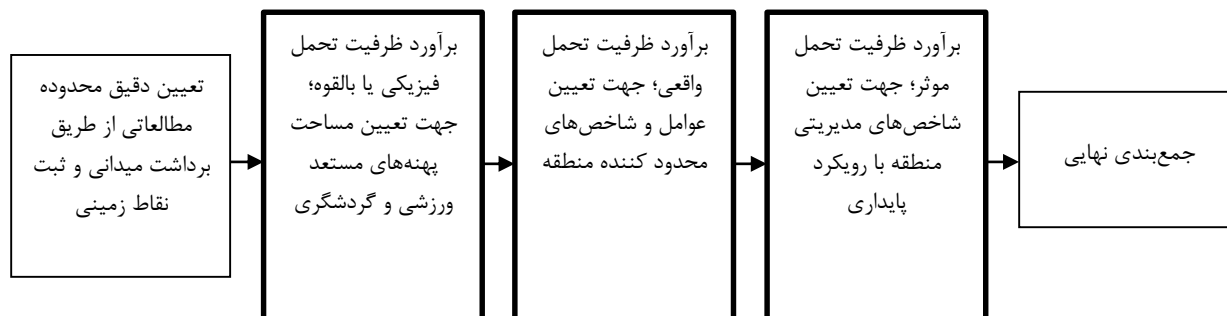 تعیین دقیق محدوده
مطالعاتی از طریق
برداشت میدانی و ثبت
نقاط زمینی
برآورد ظرفیت تحمل
فیزیکی یا بالقوه؛
جهت تعیین مساحت
پهنه‌های مستعد
ورزشی و گردشگری
برآورد ظرفیت تحمل
واقعی؛ جهت تعیین
عوامل و شاخص‌های
محدود کننده منطقه
برآورد ظرفیت تحمل
موثر؛ جهت تعیین
شاخص‌های مدیریتی
منطقه با رویکرد
پایداری
جمع‌بندی نهایی